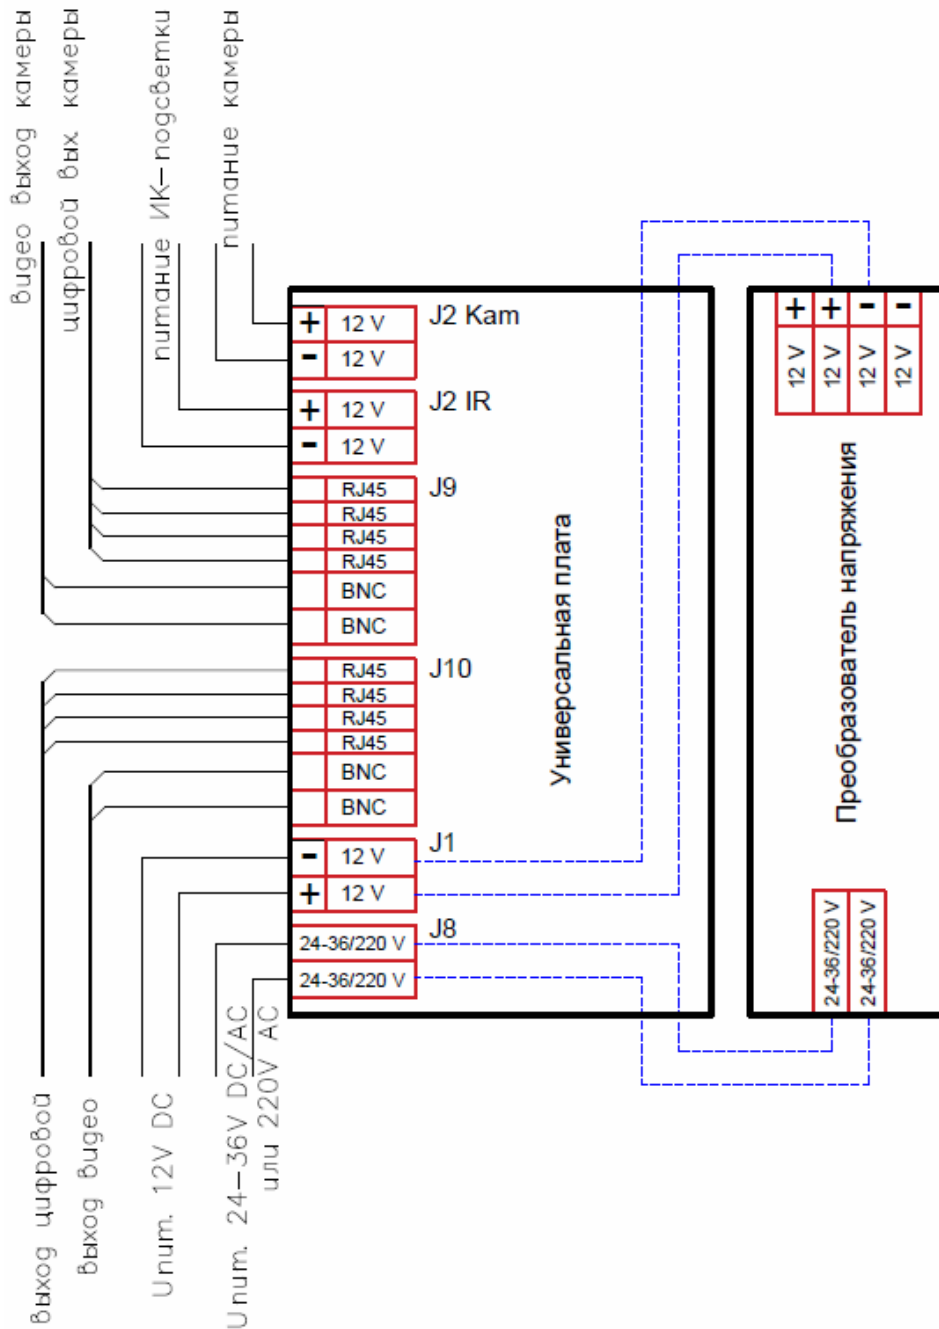 видео выход камеры
цифровой вых. камеры
питание ИК-подсветки
питание камеры
+ 12 V
- 12 V
J2 Kam
+ 12 V
- 12 V
J2 IR
RJ45
RJ45
RJ45
RJ45
BNC
BNC
J9
RJ45
RJ45
RJ45
RJ45
BNC
BNC
J10
- 12 V
+ 12 V
J1
24-36/220 V
24-36/220 V
J8
Универсальная плата
12 V +
12 V +
12 V -
12 V -
Преобразователь напряжения
24-36/220 V
24-36/220 V
выход цифровой
выход видео
Uпит. 12V DC
Uпит. 24-36V DC/AC
или 220V AC